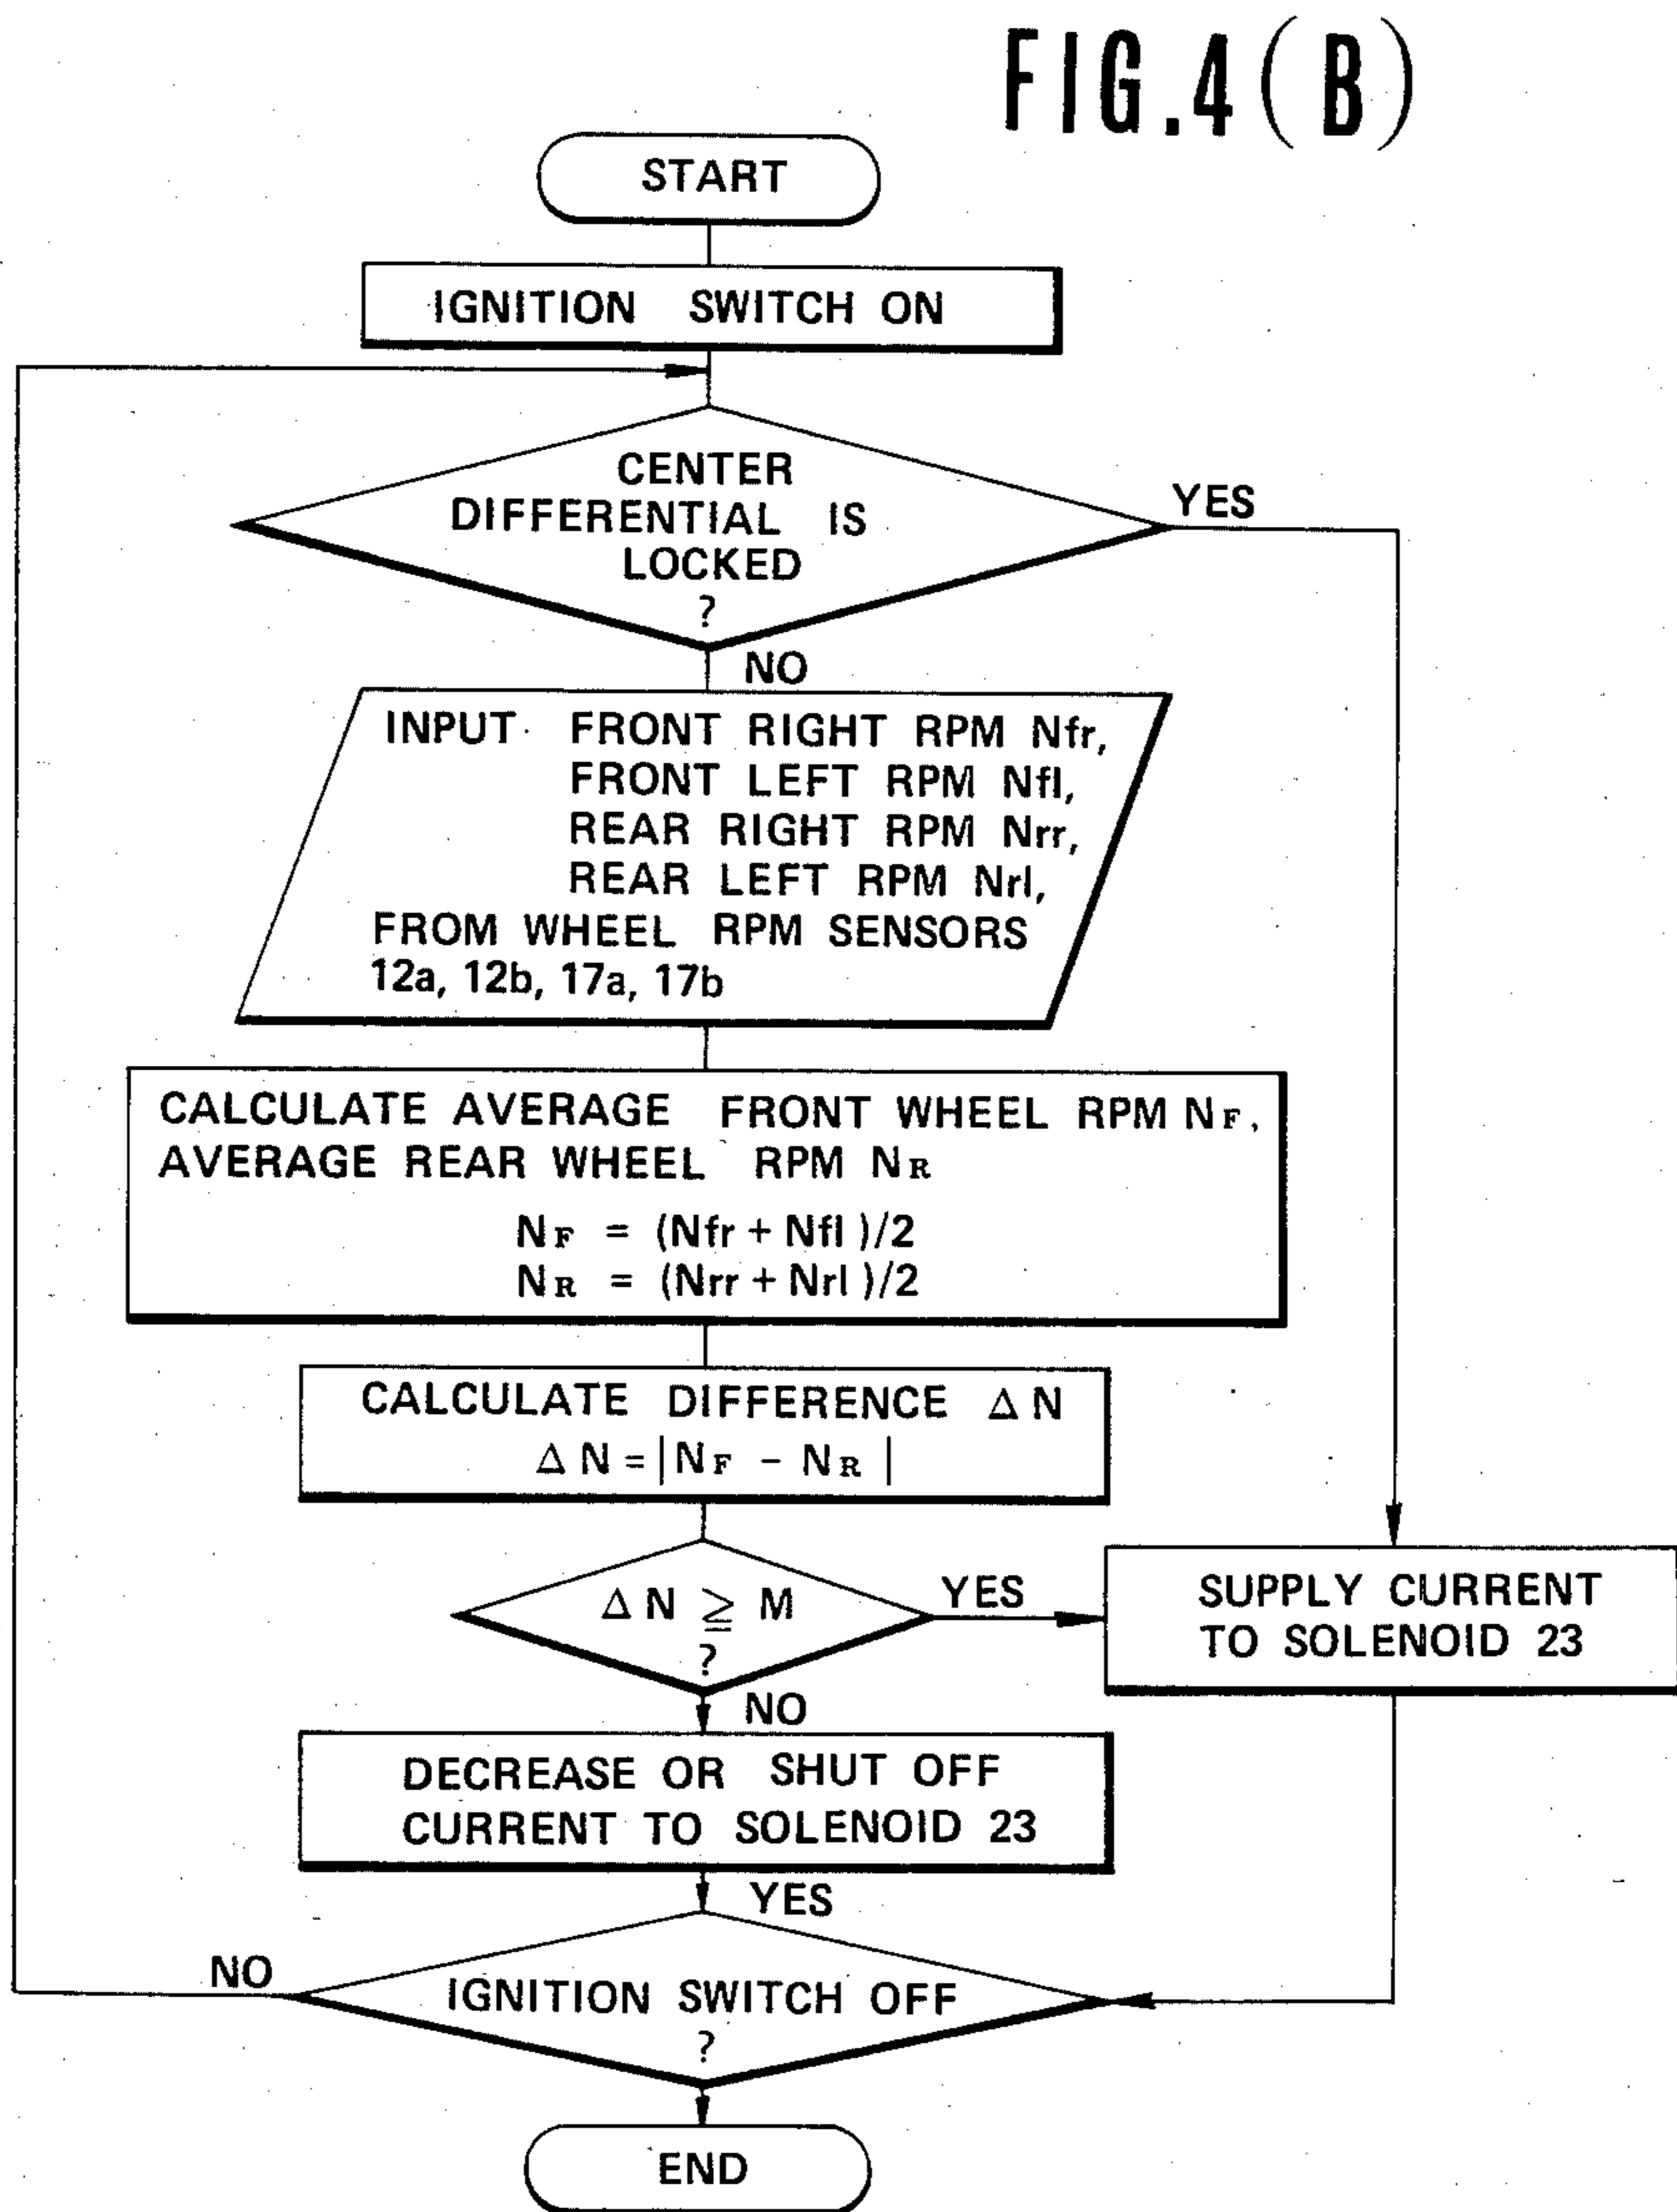 FIG.4(B)
START
IGNITION SWITCH ON
CENTER
DIFFERENTIAL IS
LOCKED
?
YES
NO
INPUT FRONT RIGHT RPM Nfr,
FRONT LEFT RPM Nfl,
REAR RIGHT RPM Nrr,
REAR LEFT RPM Nrl,
FROM WHEEL RPM SENSORS
12a, 12b, 17a, 17b
CALCULATE AVERAGE FRONT WHEEL RPM NF,
AVERAGE REAR WHEEL RPM NR
NF = (Nfr + Nfl)/2
NR = (Nrr + Nrl)/2
CALCULATE DIFFERENCE ΔN
ΔN = |NF - NR|
ΔN ≧ M
?
YES
SUPPLY CURRENT
TO SOLENOID 23
NO
DECREASE OR SHUT OFF
CURRENT TO SOLENOID 23
YES
NO
IGNITION SWITCH OFF
?
END